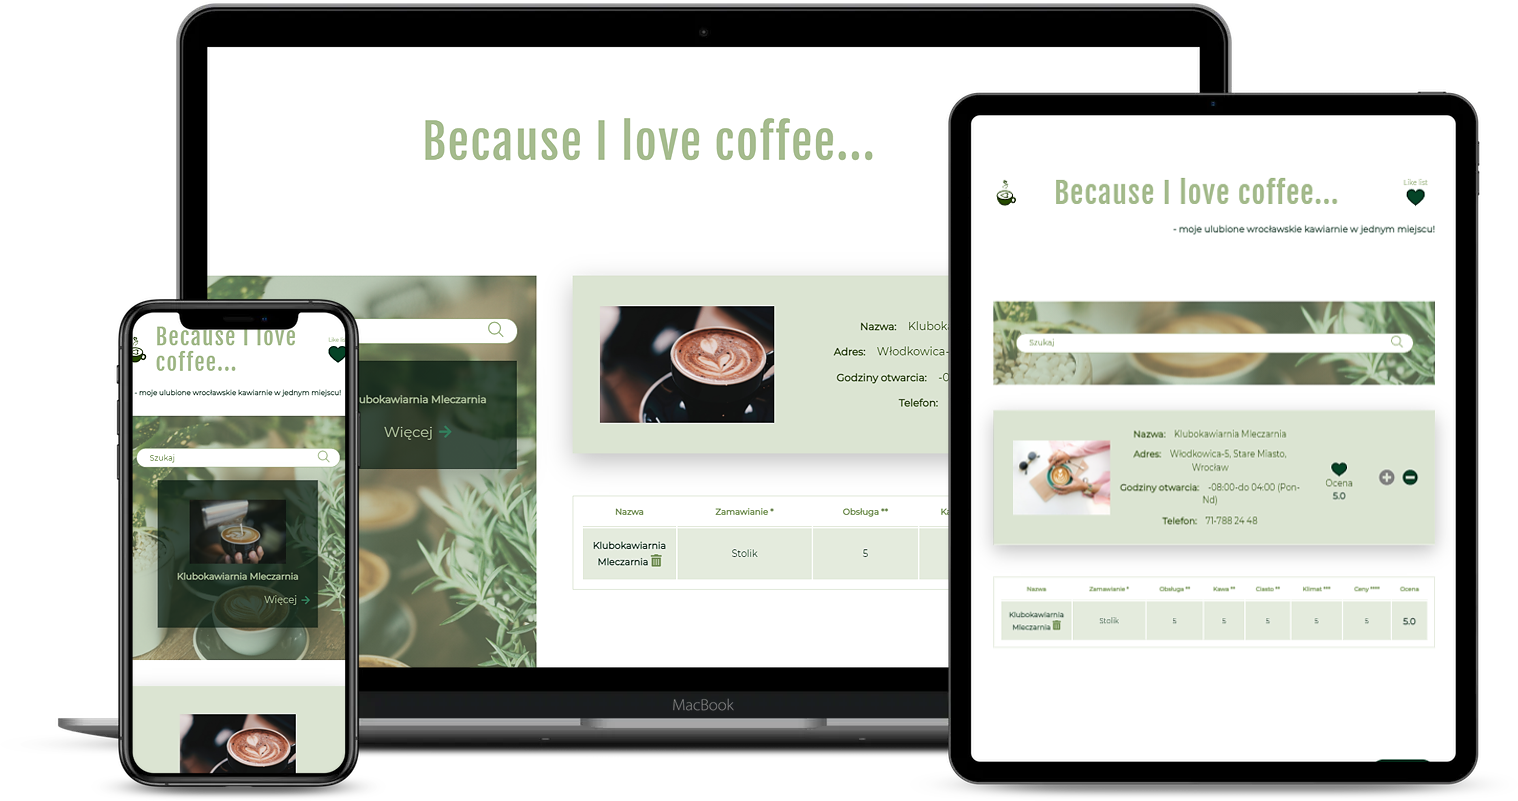 Because I love coffee...
Nazwa: Kluboka
Adres: Włodkowica-
Godziny otwarcia: -0
Telefon:
ubokawiarnia Mleczarnia
Więcej
Nazwa Zamawianie * Obsługa ** Ka
Klubokawiarnia
Mleczarnia
Stolik 5
MacBook
Because I love
coffee...
Like lis
- moje ulubione wrocławskie kawiarnie w jednym miejscu!
Szukaj
Klubokawiarnia Mleczarnia
Więcej
Like list
Because I love coffee...
- moje ulubione wrocławskie kawiarnie w jednym miejscu!
Szukaj
Nazwa: Klubokawiarnia Mleczarnia
Adres: Włodkowica-5, Stare Miasto,
Wrocław
Godziny otwarcia: -08:00-do 04:00 (Pon-
Nd)
Telefon: 71-788 24 48
Ocena
5.0
Nazwa Zamawianie * Obsługa ** Kawa ** Ciasto ** Klimat *** Ceny **** Ocena
Klubokawiarnia
Mleczarnia
Stolik 5 5 5 5 5 5.0